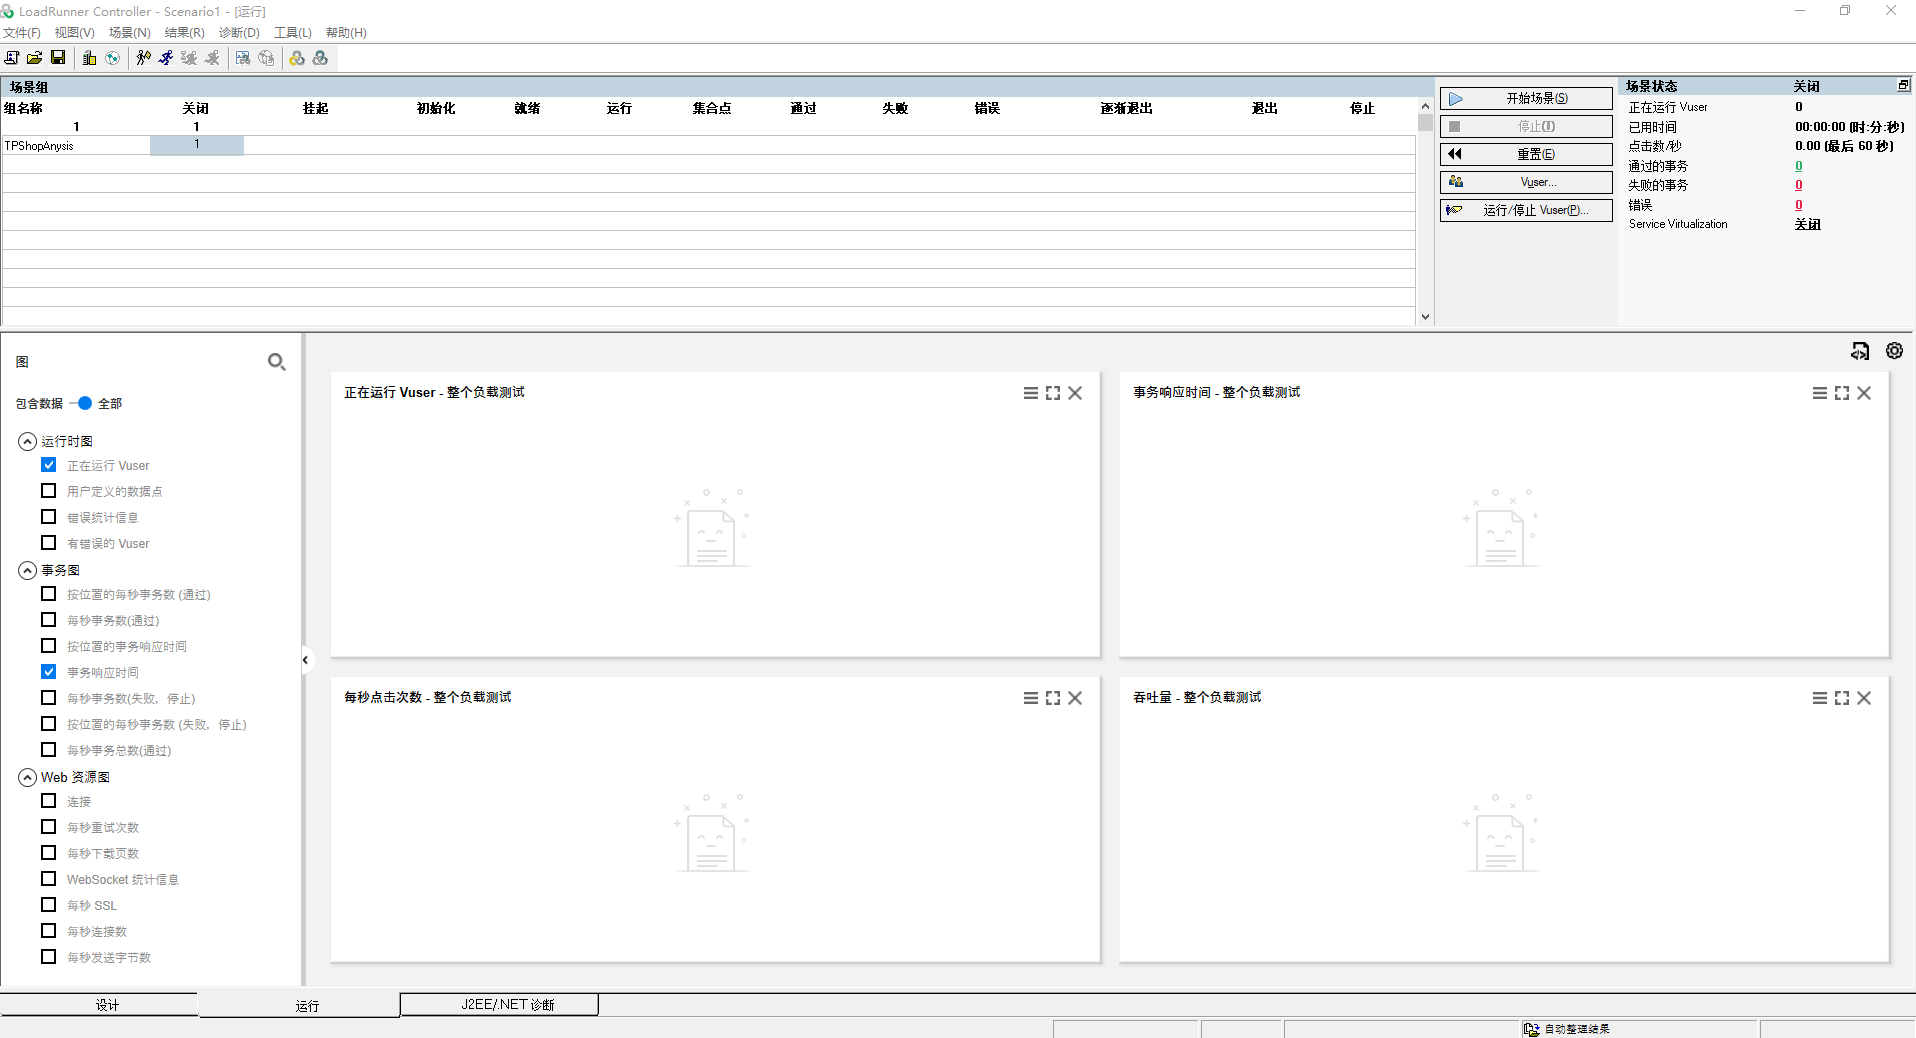 LoadRunner Controller - Scenario1 - [运行]
文件(F) 视图(V) 场景(N) 结果(R) 诊断(D) 工具(L) 帮助(H)
场景组
组名称 关闭 挂起 初始化 就绪 运行 集合点 通过 失败 错误 逐渐退出 退出 停止
1 1
TPShopAnysis 1
开始场景(S)
停止(I)
重置(E)
Vuser...
运行/停止 Vuser(P)...
场景状态 关闭
正在运行 Vuser 0
已用时间 00:00:00 (时:分:秒)
点击数/秒 0.00 (最后 60 秒)
通过的事务 0
失败的事务 0
错误 0
Service Virtualization 关闭
图
包含数据 全部
运行时图
正在运行 Vuser
用户定义的数据点
错误统计信息
有错误的 Vuser
事务图
按位置的每秒事务数 (通过)
每秒事务数(通过)
按位置的事务响应时间
事务响应时间
每秒事务数(失败, 停止)
按位置的每秒事务数 (失败, 停止)
每秒事务总数(通过)
Web 资源图
连接
每秒重试次数
每秒下载页数
WebSocket 统计信息
每秒 SSL
每秒连接数
每秒发送字节数
正在运行 Vuser - 整个负载测试
事务响应时间 - 整个负载测试
每秒点击次数 - 整个负载测试
吞吐量 - 整个负载测试
设计 运行 J2EE/.NET 诊断
自动整理结果